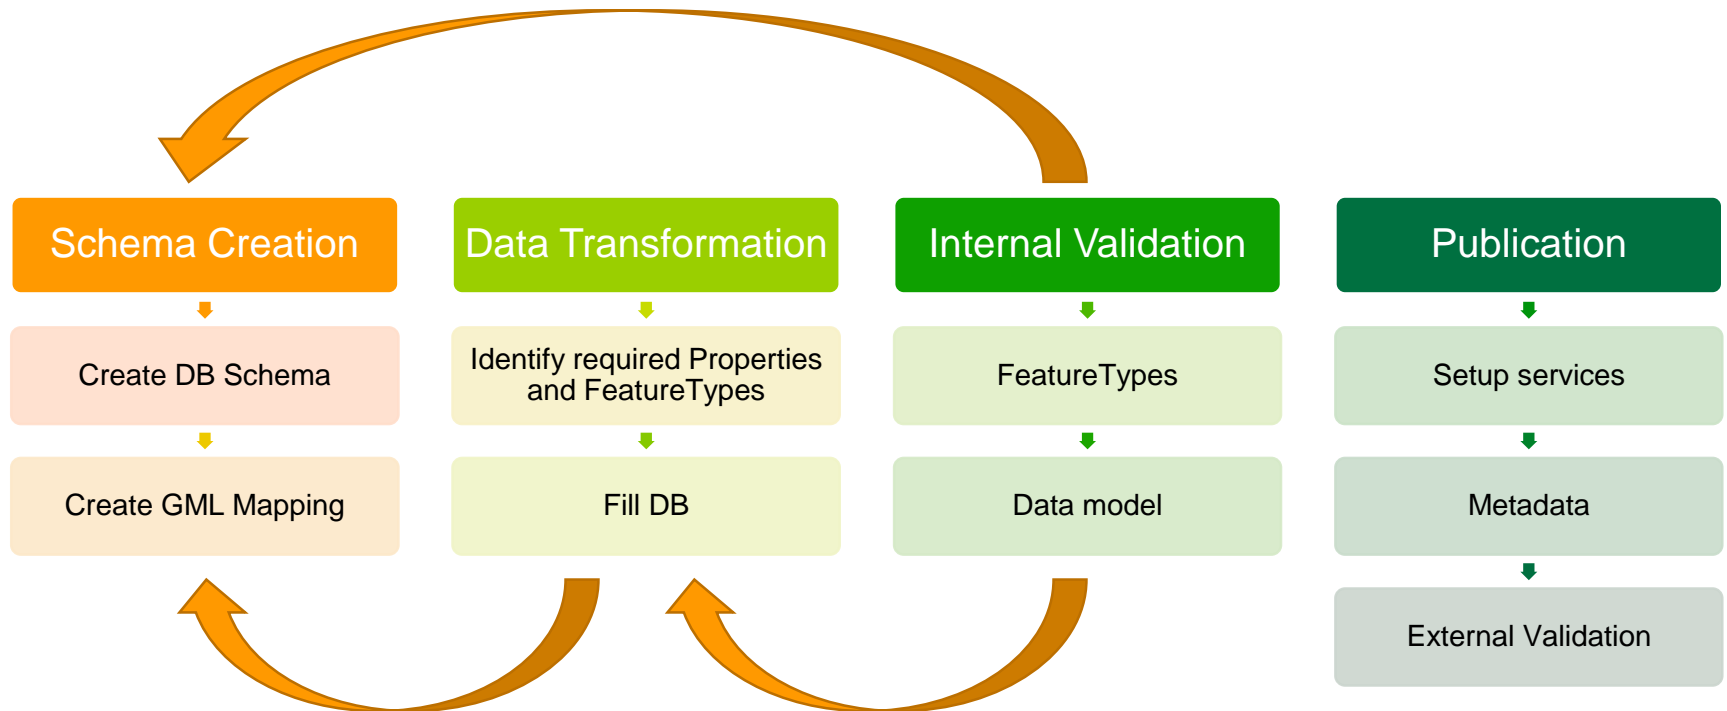 Schema Creation
Create DB Schema
Create GML Mapping
Data Transformation
Identify required Properties
and FeatureTypes
Fill DB
Internal Validation
FeatureTypes
Data model
Publication
Setup services
Metadata
External Validation